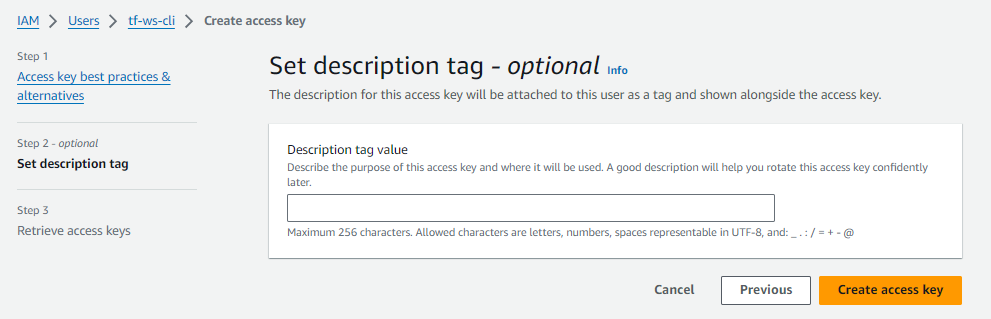 IAM > Users > tf-ws-cli > Create access key
Step 1
Access key best practices &
alternatives
Step 2 - optional
Set description tag
Step 3
Retrieve access keys
Set description tag - optional Info
The description for this access key will be attached to this user as a tag and shown alongside the access key.
Description tag value
Describe the purpose of this access key and where it will be used. A good description will help you rotate this access key confidently
later.
Maximum 256 characters. Allowed characters are letters, numbers, spaces representable in UTF-8, and: _ . : / = + - @
Cancel
Previous
Create access key